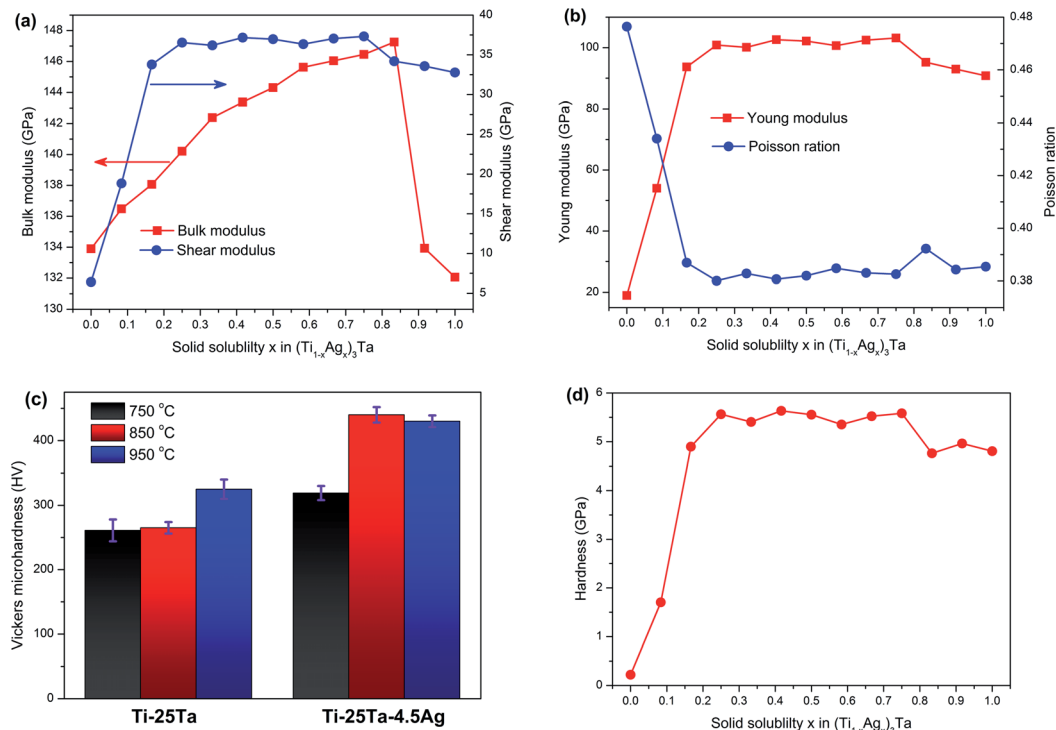 (a)
148
146
144
142
140
138
136
134
132
130
Bulk modulus (GPa)
40
35
30
25
20
15
10
5
Shear modulus (GPa)
Bulk modulus
Shear modulus
0.0 0.1 0.2 0.3 0.4 0.5 0.6 0.7 0.8 0.9 1.0
Solid solublilty x in (Ti1-xAgx)3Ta
(b)
100
80
60
40
20
Young modulus (GPa)
0.48
0.46
0.44
0.42
0.40
0.38
Poisson ration
Young modulus
Poisson ration
0.0 0.1 0.2 0.3 0.4 0.5 0.6 0.7 0.8 0.9 1.0
Solid solublilty x in (Ti1-xAgx)3Ta
(c)
750 °C
850 °C
950 °C
400
300
200
100
0
Vickers microhardness (HV)
Ti-25Ta Ti-25Ta-4.5Ag
(d)
6
5
4
3
2
1
0
Hardness (GPa)
0.0 0.1 0.2 0.3 0.4 0.5 0.6 0.7 0.8 0.9 1.0
Solid solublilty x in (Ti1-xAgx)3Ta